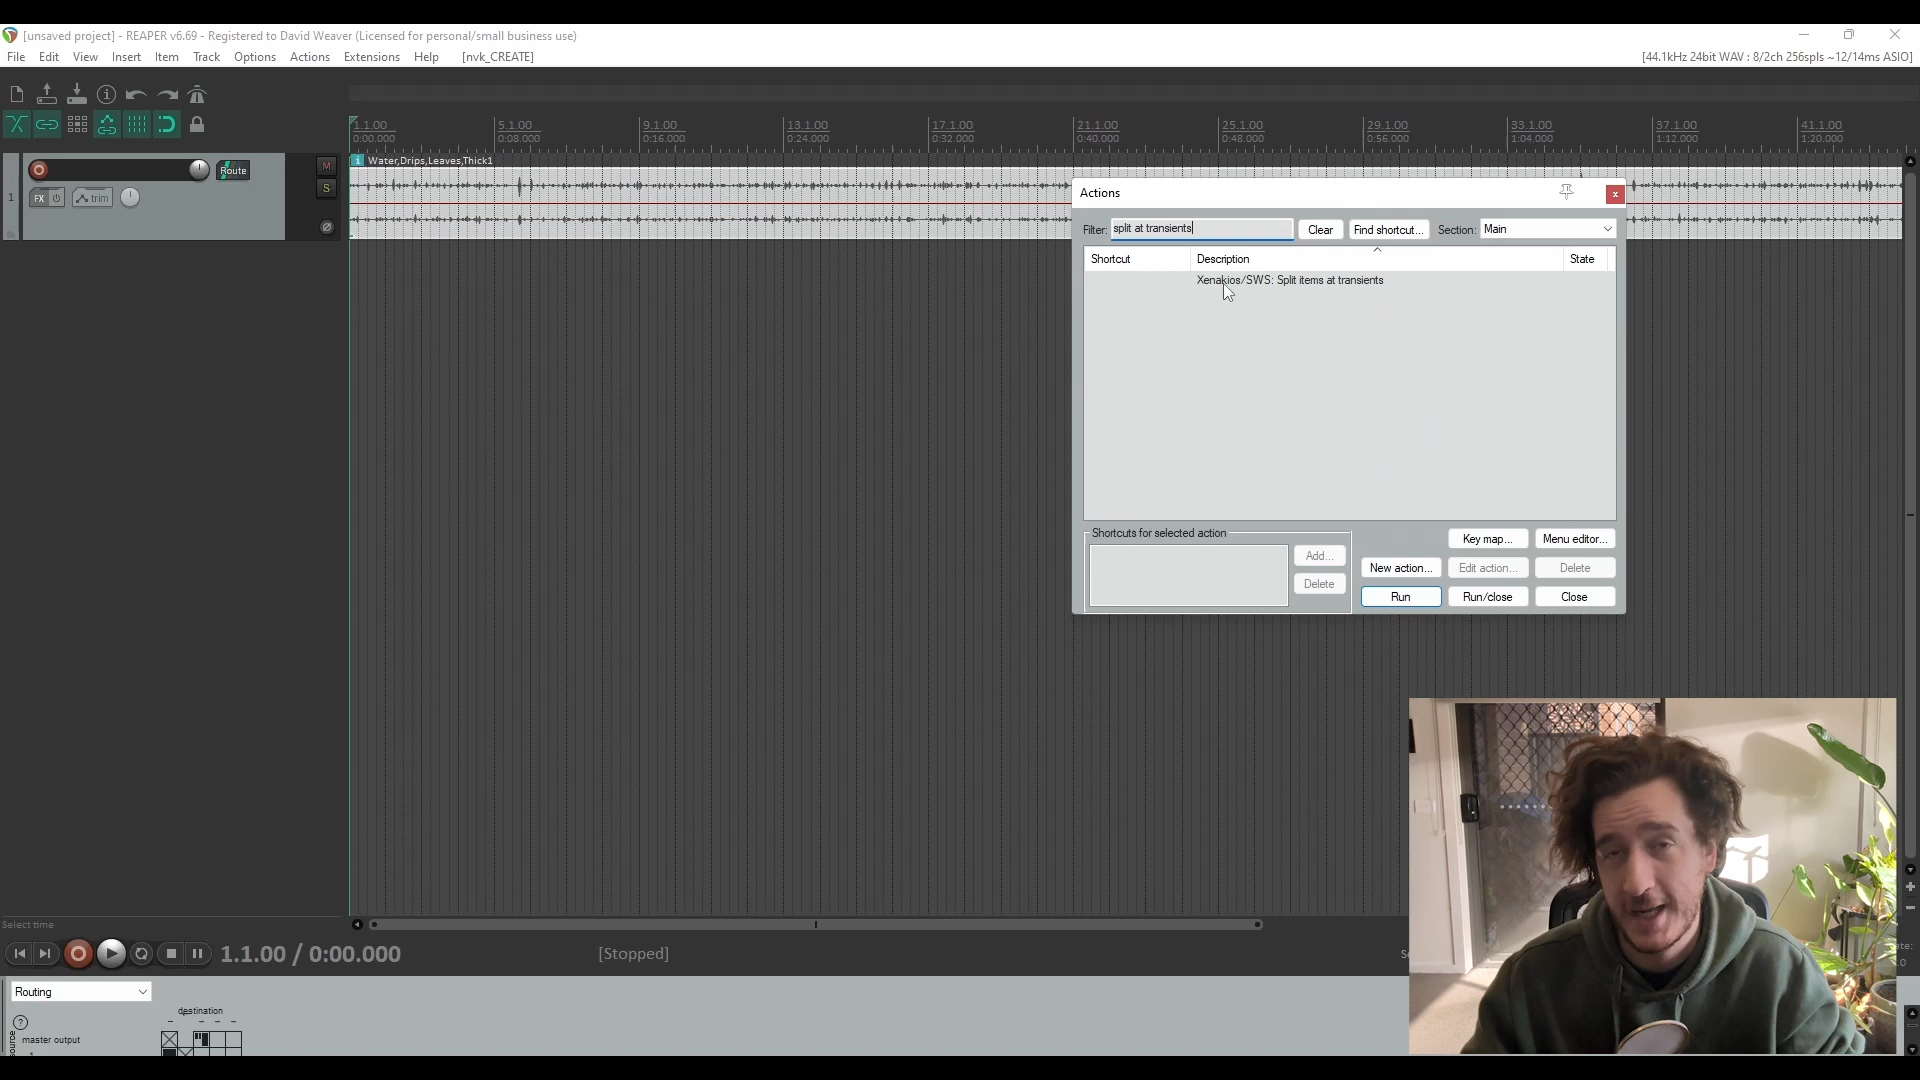 [unsaved project] - REAPER v6.69 - Registered to David Weaver (Licensed for personal/small business use)
File Edit View Insert Item Track Options Actions Extensions Help [nvk_CREATE]
[44.1kHz 24bit WAV : 8/2ch 256spls ~12/14ms ASIO]
1.1.00 5.1.00 9.1.00 13.1.00 17.1.00 21.1.00 25.1.00 29.1.00 33.1.00 37.1.00 41.1.00
0:00.000 0:08.000 0:16.000 0:24.000 0:32.000 0:40.000 0:48.000 0:56.000 1:04.000 1:12.000 1:20.000
i Water,Drips,Leaves,Thick1
1
Route
M
S
FX
trim
Actions
x
Filter: split at transients
Clear
Find shortcut...
Section: Main
Shortcut Description State
Xenakios/SWS: Split items at transients
Shortcuts for selected action
Add...
Delete
Key map... Menu editor...
New action... Edit action... Delete
Run Run/close Close
Select time
1.1.00 / 0:00.000
[Stopped]
Routing
destination
?
master output
1